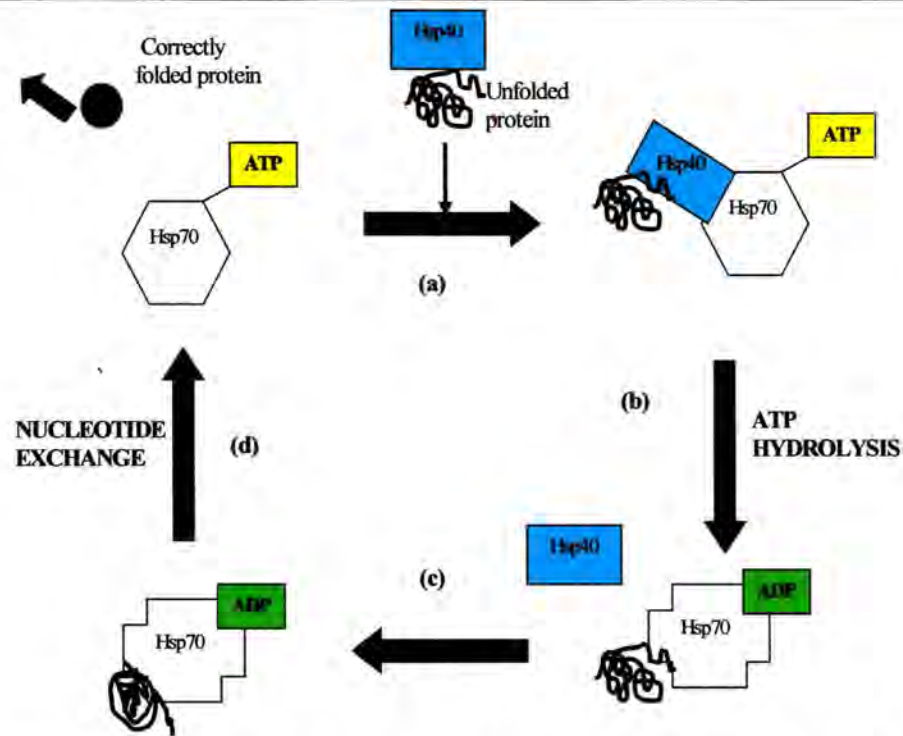 Hsp40
Correctly
folded protein
Unfolded
protein
ATP
Hsp70
ATP
Hsp40
Hsp70
(a)
(b)
ATP
HYDROLYSIS
NUCLEOTIDE
EXCHANGE
(d)
Hsp40
(c)
ADP
Hsp70
ADP
Hsp70